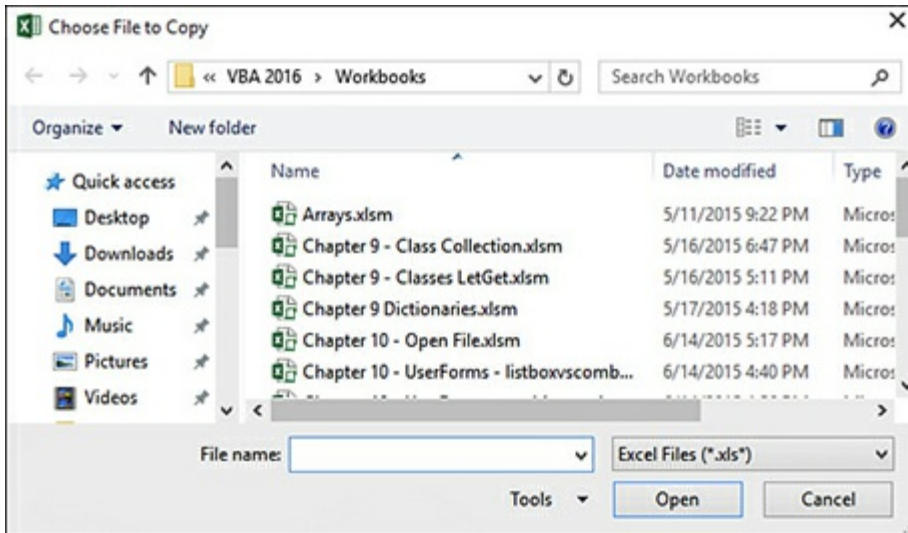 Choose File to Copy
« VBA 2016 > Workbooks
Search Workbooks
Organize
New folder
Quick access
Desktop
Downloads
Documents
Music
Pictures
Videos
Name Date modified Type
Arrays.xlsm 5/11/2015 9:22 PM Micros
Chapter 9 - Class Collection.xlsm 5/16/2015 6:47 PM Micros
Chapter 9 - Classes LetGet.xlsm 5/16/2015 5:11 PM Micros
Chapter 9 Dictionaries.xlsm 5/17/2015 4:18 PM Micros
Chapter 10 - Open File.xlsm 6/14/2015 5:17 PM Micros
Chapter 10 - UserForms - listboxvscomb... 6/14/2015 4:40 PM Micros
File name:
Excel Files (*.xls*)
Tools
Open
Cancel